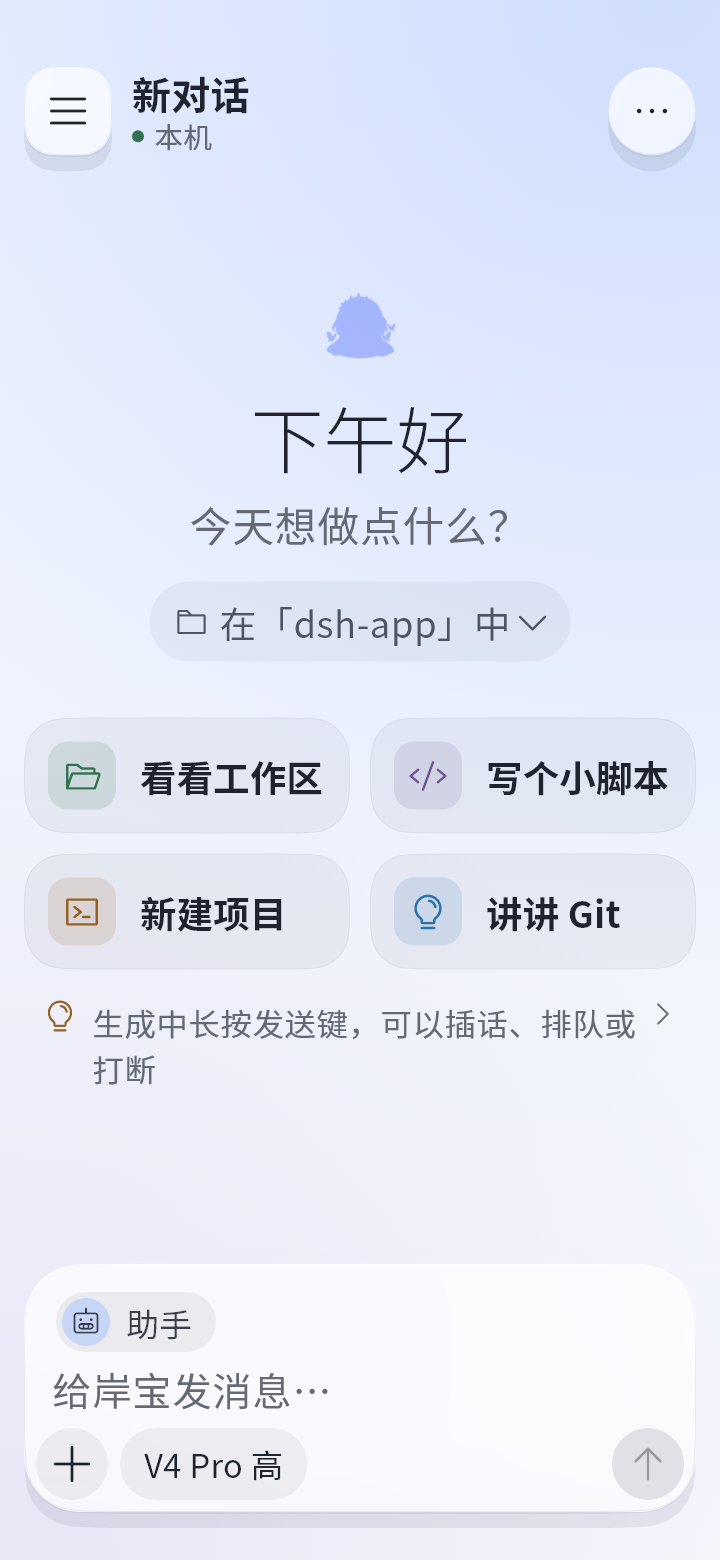 新对话
本机
下午好
今天想做点什么？
在「dsh-app」中
看看工作区
写个小脚本
新建项目
讲讲 Git
生成中长按发送键，可以插话、排队或
打断
助手
给岸宝发消息…
V4 Pro 高